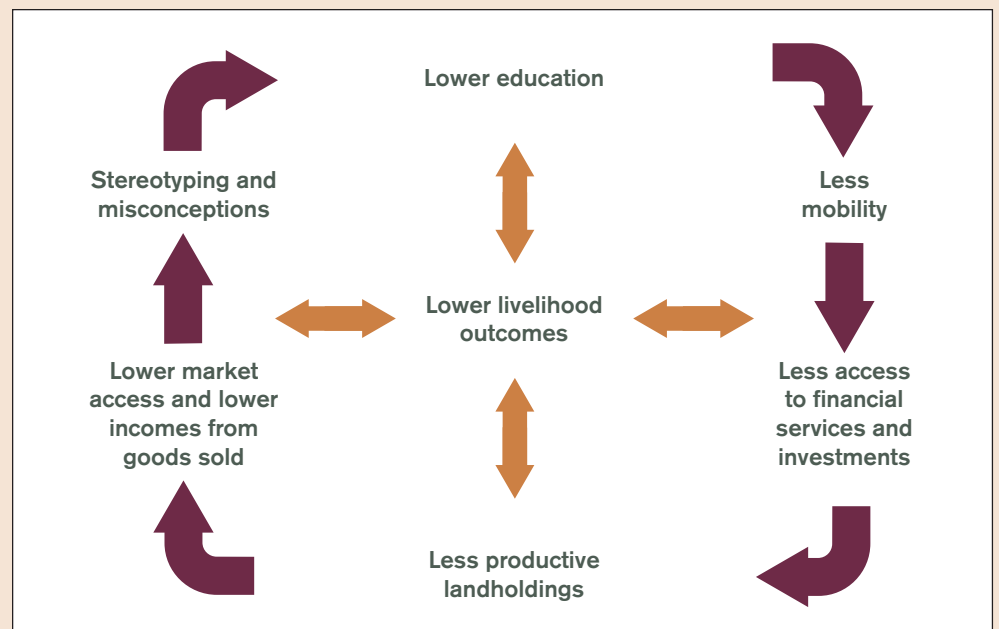 Lower education
Stereotyping and
misconceptions
Less
mobility
Lower livelihood
outcomes
Lower market
access and lower
incomes from
goods sold
Less access
to financial
services and
investments
Less productive
landholdings